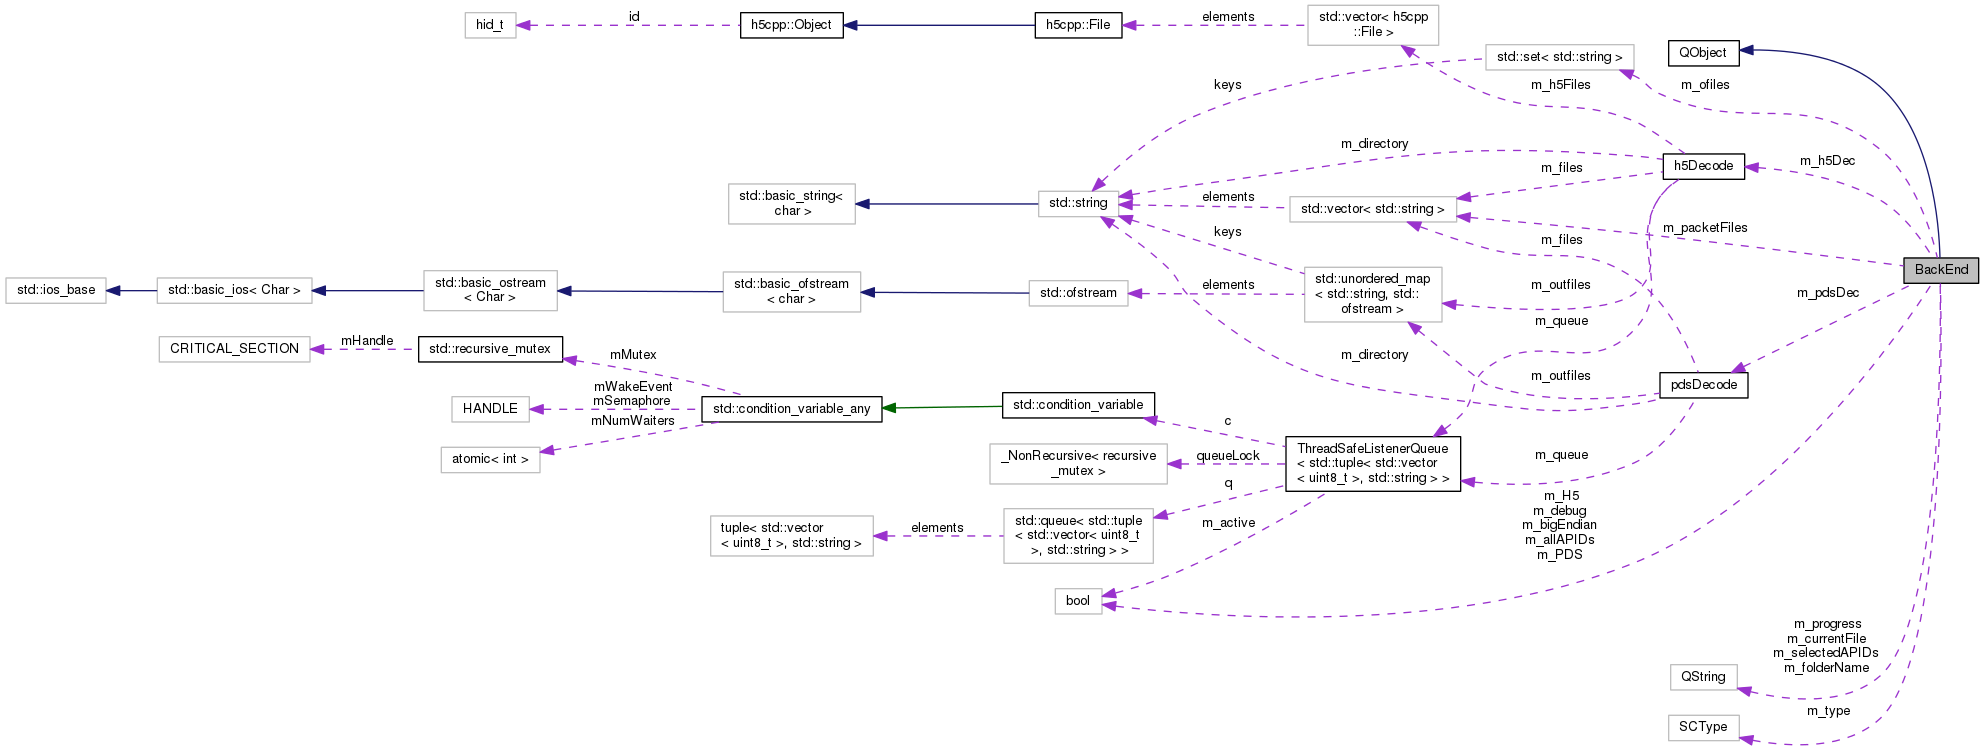 hid_t
id
h5cpp::Object
h5cpp::File
elements
std::vector< h5cpp
::File >
std::set< std::string >
QObject
keys
m_h5Files
m_ofiles
m_directory
h5Decode
m_h5Dec
m_files
std::basic_string<
char >
std::string
elements
std::vector< std::string >
m_packetFiles
keys
m_files
BackEnd
std::ios_base
std::basic_ios< Char >
std::basic_ostream
< Char >
std::basic_ofstream
< char >
std::ofstream
elements
std::unordered_map
< std::string, std::
ofstream >
m_outfiles
m_pdsDec
m_queue
CRITICAL_SECTION
mHandle
std::recursive_mutex
mMutex
m_directory
m_outfiles
pdsDecode
HANDLE
mWakeEvent
mSemaphore
std::condition_variable_any
std::condition_variable
mNumWaiters
c
atomic< int >
_NonRecursive< recursive
_mutex >
queueLock
ThreadSafeListenerQueue
< std::tuple< std::vector
< uint8_t >, std::string > >
m_queue
q
tuple< std::vector
< uint8_t >, std::string >
elements
std::queue< std::tuple
< std::vector< uint8_t
>, std::string > >
m_active
m_H5
m_debug
m_bigEndian
m_allAPIDs
m_PDS
bool
m_progress
m_currentFile
m_selectedAPIDs
m_folderName
QString
m_type
SCType